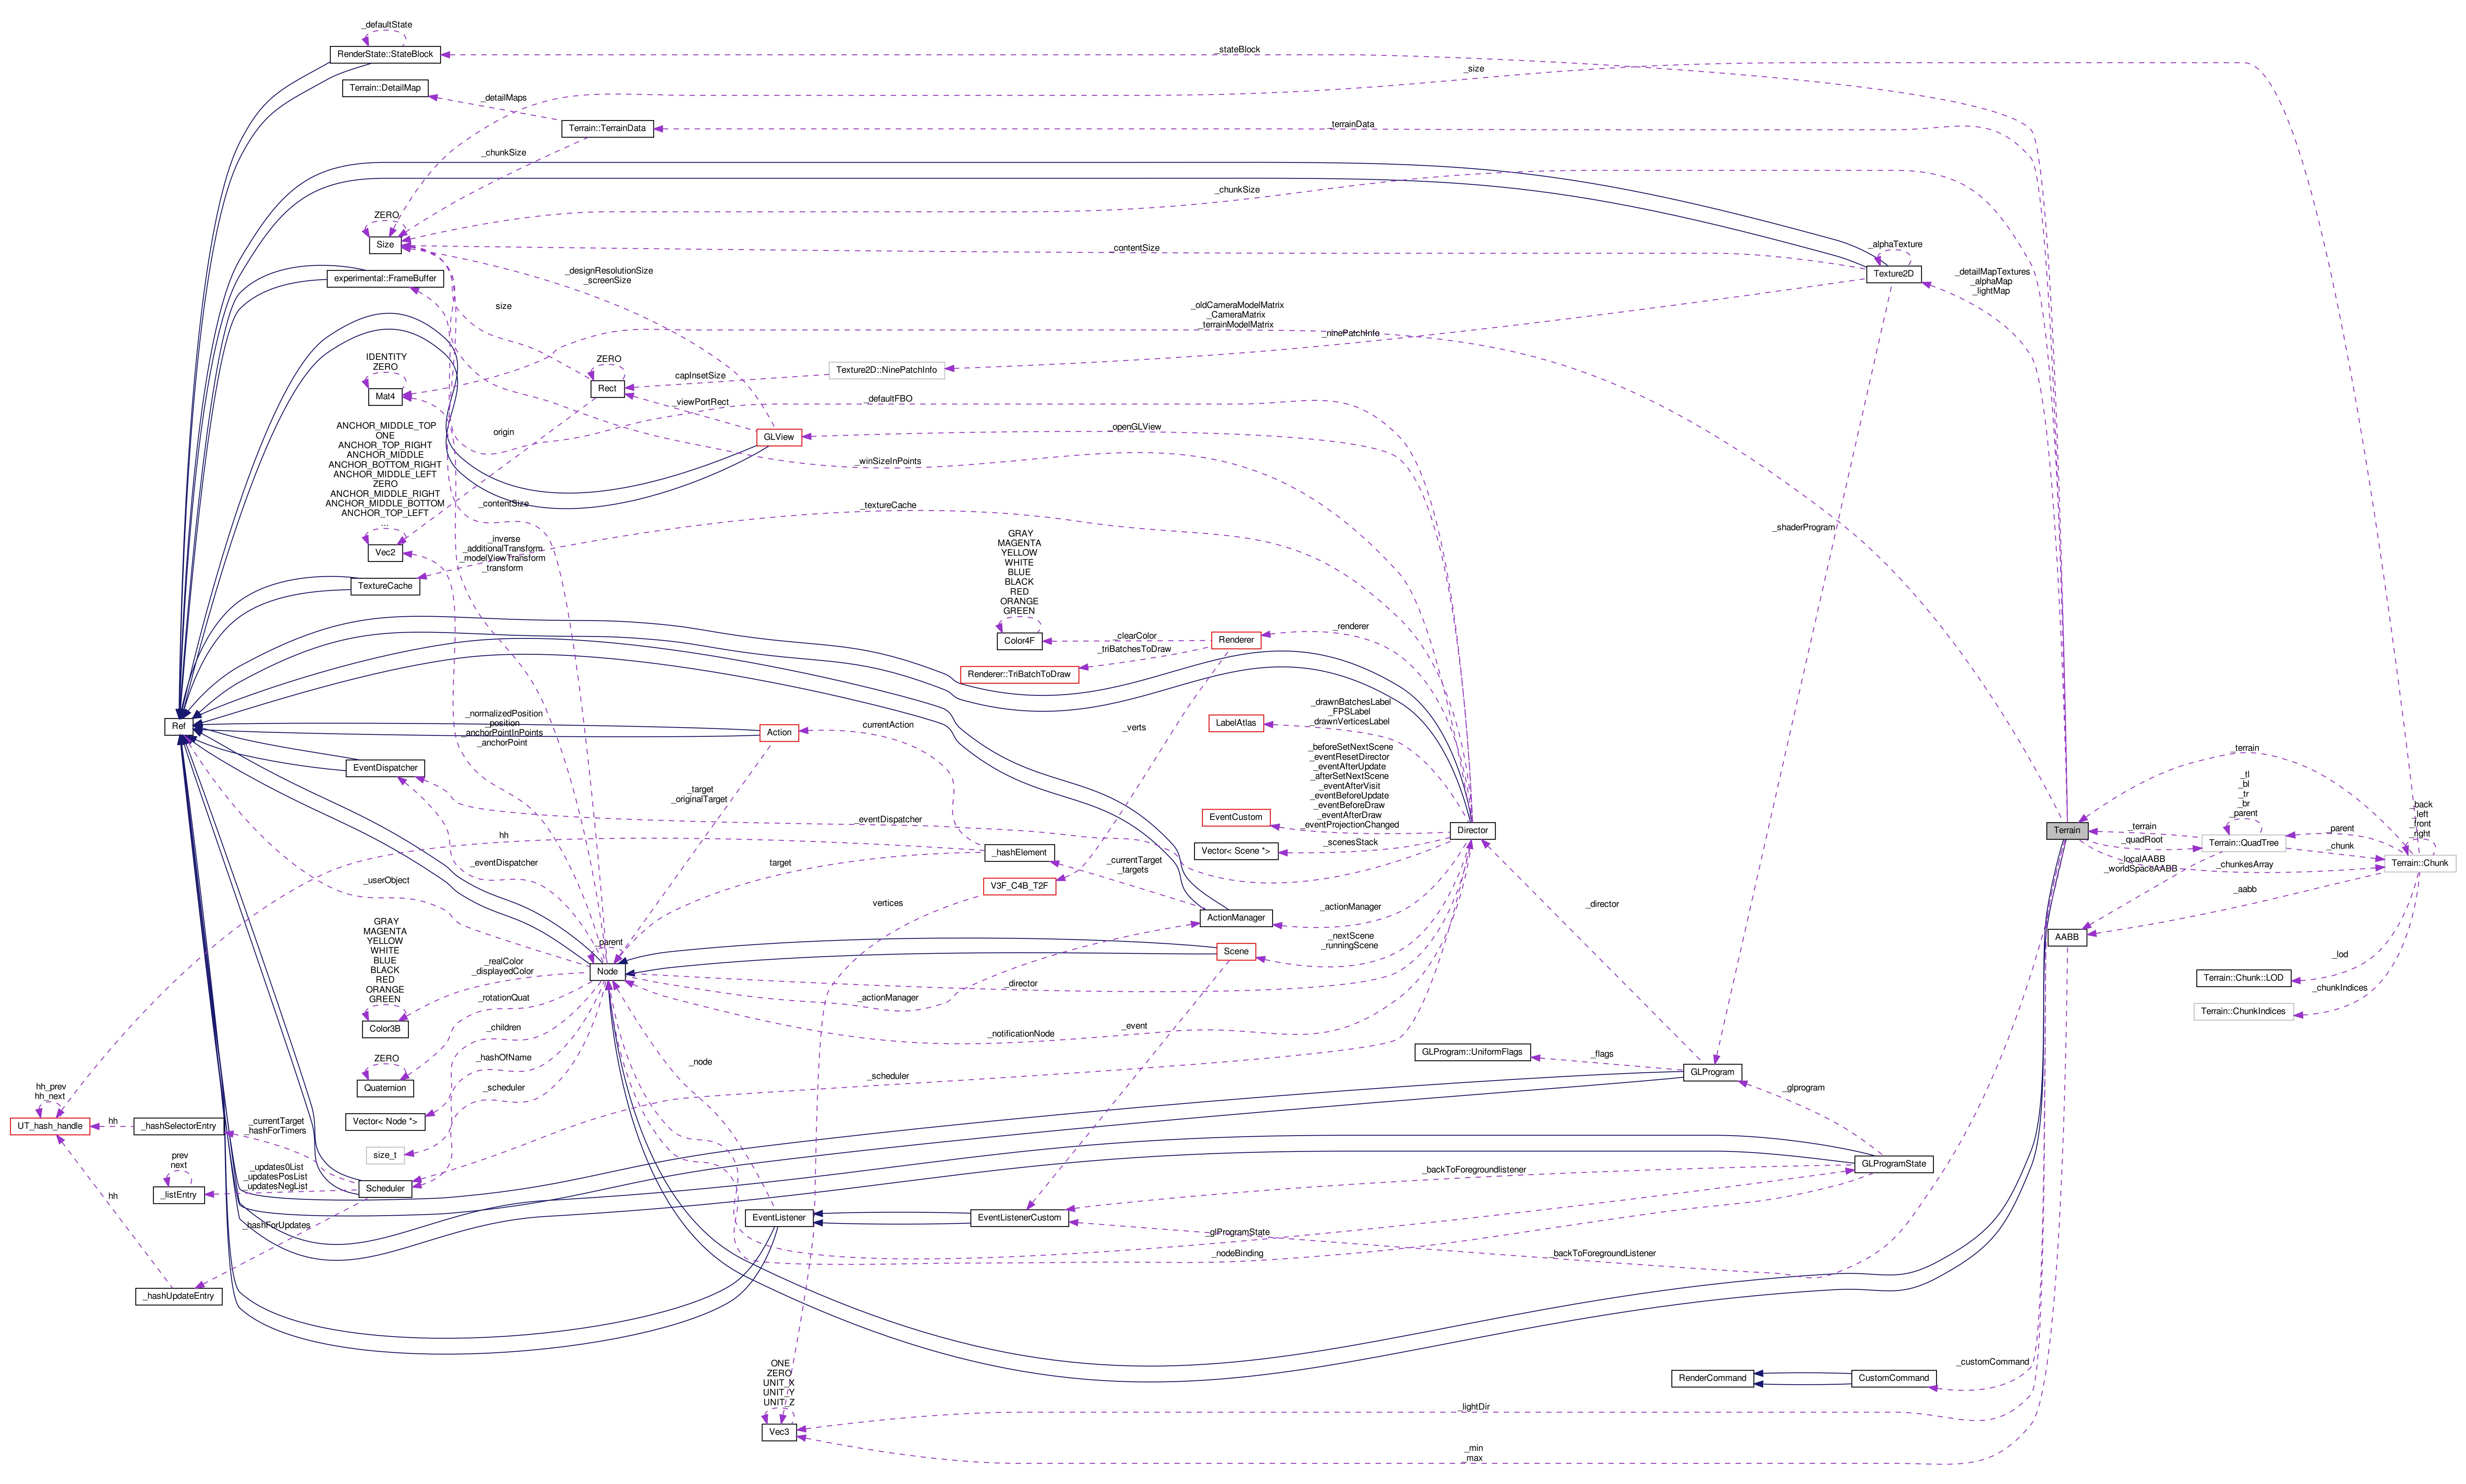 _defaultState
RenderState::StateBlock
_stateBlock
_size
Terrain::DetailMap
_detailMaps
Terrain::TerrainData
_terrainData
_chunkSize
_chunkSize
ZERO
Size
_contentSize
_alphaTexture
Texture2D
_detailMapTextures
_alphaMap
_lightMap
experimental::FrameBuffer
_designResolutionSize
_screenSize
size
_oldCameraModelMatrix
_CameraMatrix
_terrainModelMatrix
_ninePatchInfo
IDENTITY
ZERO
Mat4
ZERO
Rect
capInsetSize
Texture2D::NinePatchInfo
_viewPortRect
_defaultFBO
origin
GLView
_openGLView
_winSizeInPoints
ANCHOR_MIDDLE_TOP
ONE
ANCHOR_TOP_RIGHT
ANCHOR_MIDDLE
ANCHOR_BOTTOM_RIGHT
ANCHOR_MIDDLE_LEFT
ZERO
ANCHOR_MIDDLE_RIGHT
ANCHOR_MIDDLE_BOTTOM
ANCHOR_TOP_LEFT
...
Vec2
_contentSize
_textureCache
_shaderProgram
_inverse
_additionalTransform
_modelViewTransform
_transform
TextureCache
GRAY
MAGENTA
YELLOW
WHITE
BLUE
BLACK
RED
ORANGE
GREEN
Color4F
_clearColor
_triBatchesToDraw
Renderer
_renderer
Renderer::TriBatchToDraw
Ref
_normalizedPosition
_position
_anchorPointInPoints
_anchorPoint
Action
currentAction
_verts
LabelAtlas
_drawnBatchesLabel
_FPSLabel
_drawnVerticesLabel
EventDispatcher
_target
_originalTarget
_eventDispatcher
EventCustom
_beforeSetNextScene
_eventResetDirector
_eventAfterUpdate
_afterSetNextScene
_eventAfterVisit
_eventBeforeUpdate
_eventBeforeDraw
_eventAfterDraw
_eventProjectionChanged
Director
_scenesStack
Vector< Scene *>
_terrain
_tl
_bl
_tr
_br
_parent
_back
_left
_front
_right
Terrain
_terrain
_quadRoot
Terrain::QuadTree
_parent
_chunk
Terrain::Chunk
_localAABB
_worldSpaceAABB
_chunkesArray
_aabb
hh
_eventDispatcher
target
_hashElement
_currentTarget
_targets
_userObject
V3F_C4B_T2F
vertices
ActionManager
_actionManager
_director
AABB
GRAY
MAGENTA
YELLOW
WHITE
BLUE
BLACK
RED
ORANGE
GREEN
Color3B
_realColor
_displayedColor
_parent
Node
Scene
_nextScene
_runningScene
_director
_lod
Terrain::Chunk::LOD
_rotationQuat
_actionManager
_chunkIndices
Terrain::ChunkIndices
_children
_notificationNode
_event
ZERO
Quaternion
_hashOfName
_node
_scheduler
GLProgram::UniformFlags
_flags
GLProgram
_scheduler
_glprogram
hh_prev
hh_next
UT_hash_handle
hh
_hashSelectorEntry
_currentTarget
_hashForTimers
Vector< Node *>
size_t
prev
next
_listEntry
_updates0List
_updatesPosList
_updatesNegList
Scheduler
_backToForegroundlistener
GLProgramState
hh
_hashForUpdates
EventListener
EventListenerCustom
_glProgramState
_nodeBinding
_backToForegroundListener
_hashUpdateEntry
ONE
ZERO
UNIT_X
UNIT_Y
UNIT_Z
Vec3
RenderCommand
CustomCommand
_customCommand
_lightDir
_min
_max